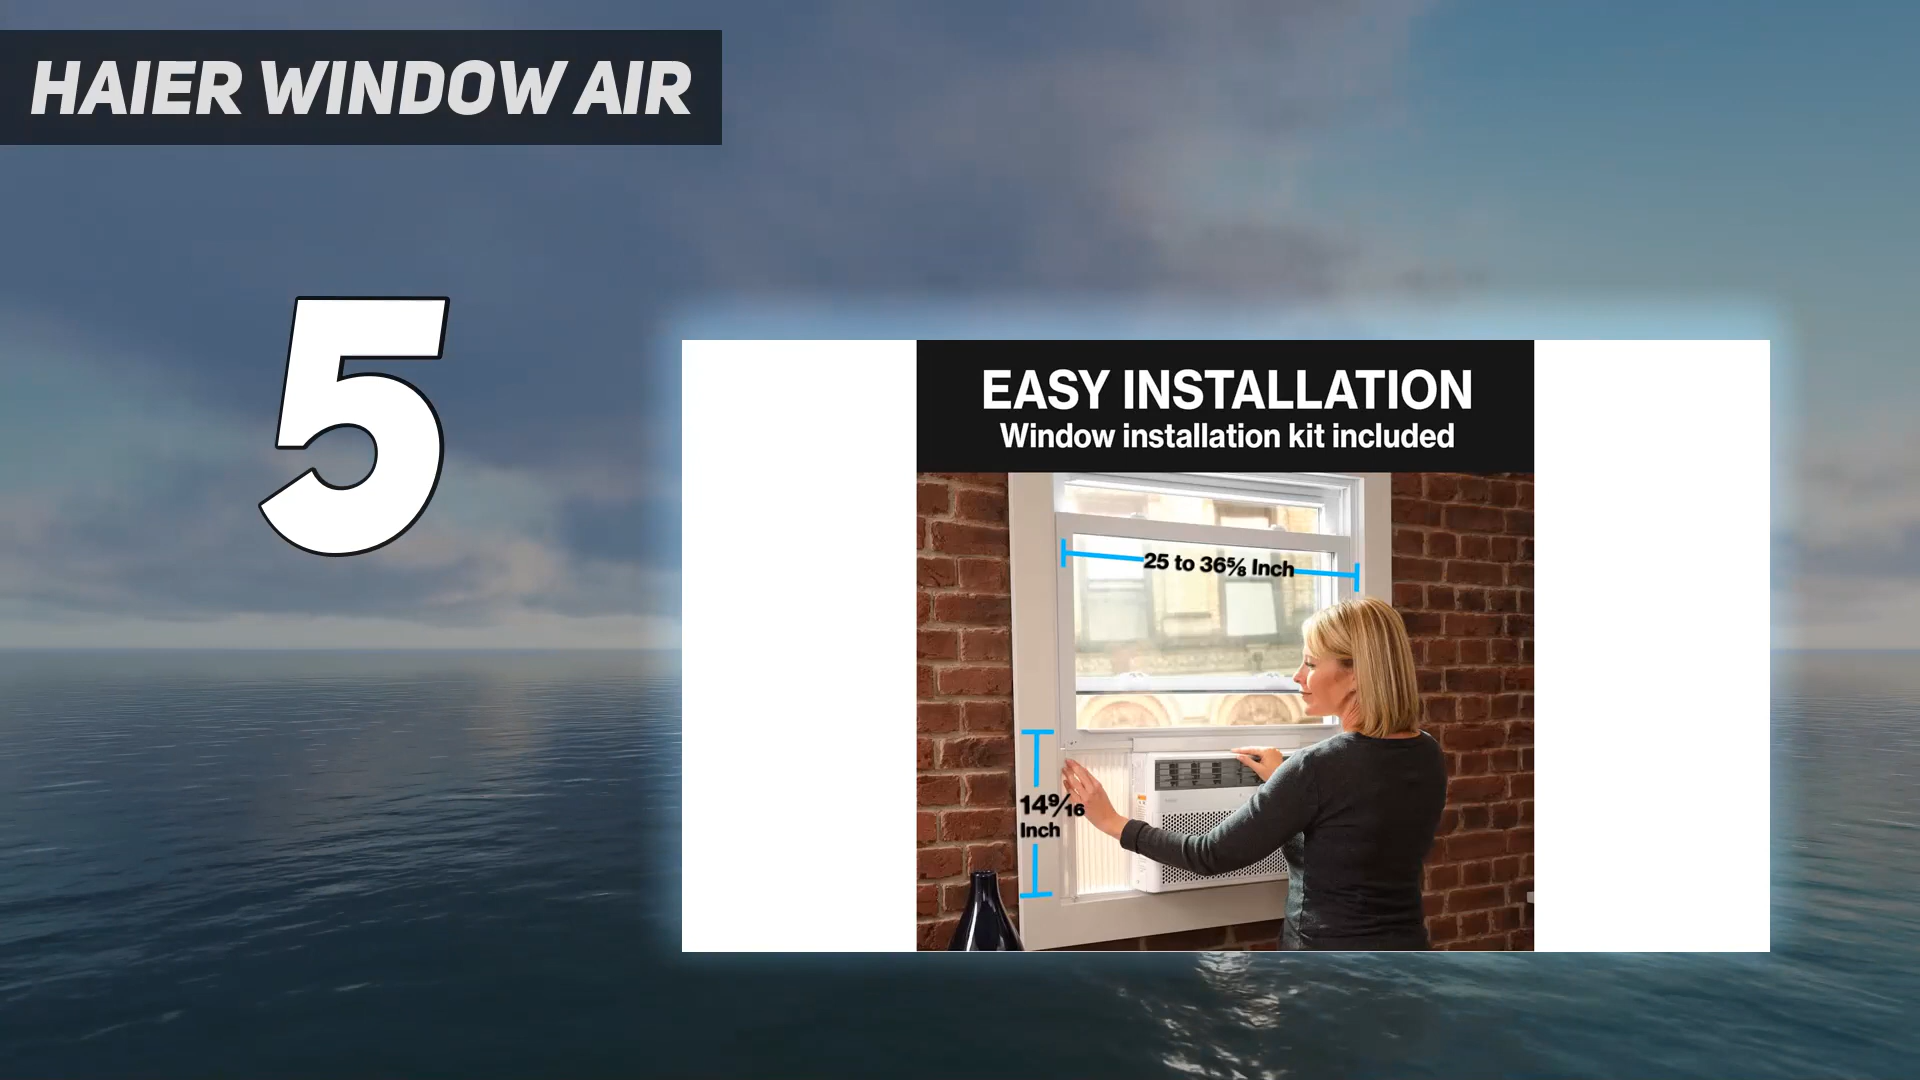 HAIER WINDOW AIR
5
EASY INSTALLATION
Window installation kit included
25 to 36⅝ Inch
14⁹⁄₁₆
Inch